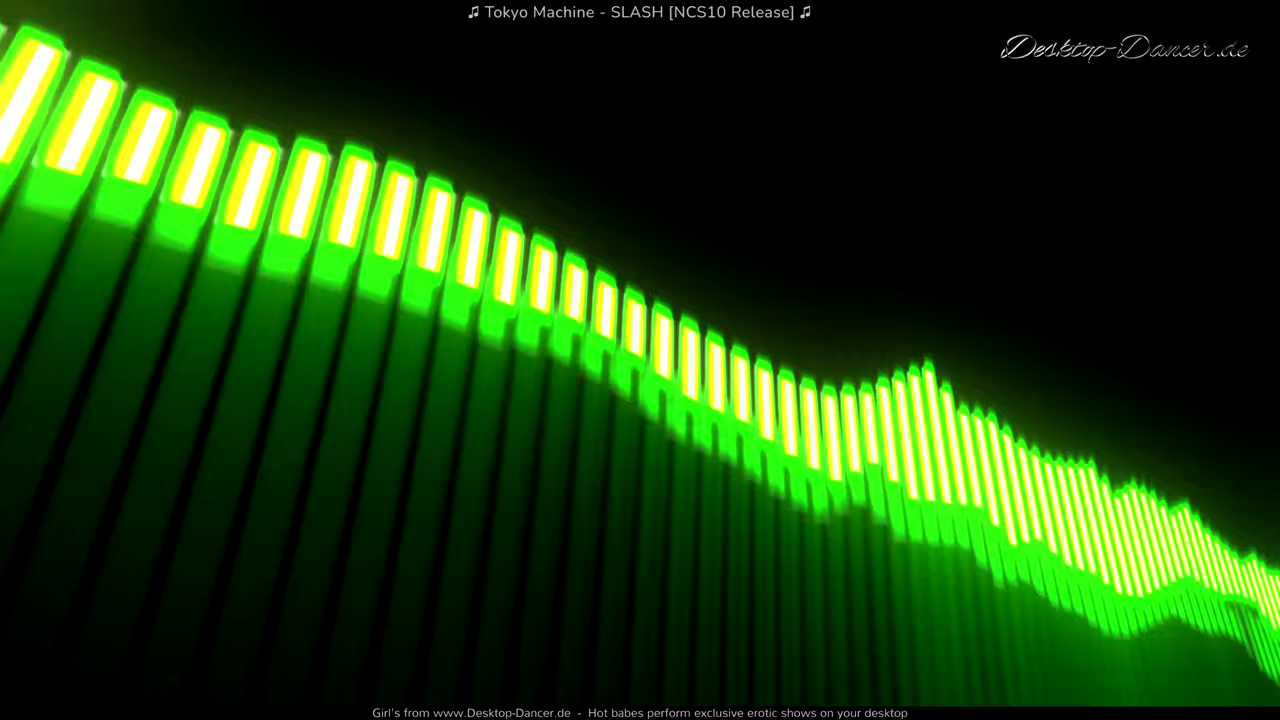 ♫ Tokyo Machine - SLASH [NCS10 Release] ♫
Desktop-Dancer.de
Girl's from www.Desktop-Dancer.de - Hot babes perform exclusive erotic shows on your desktop